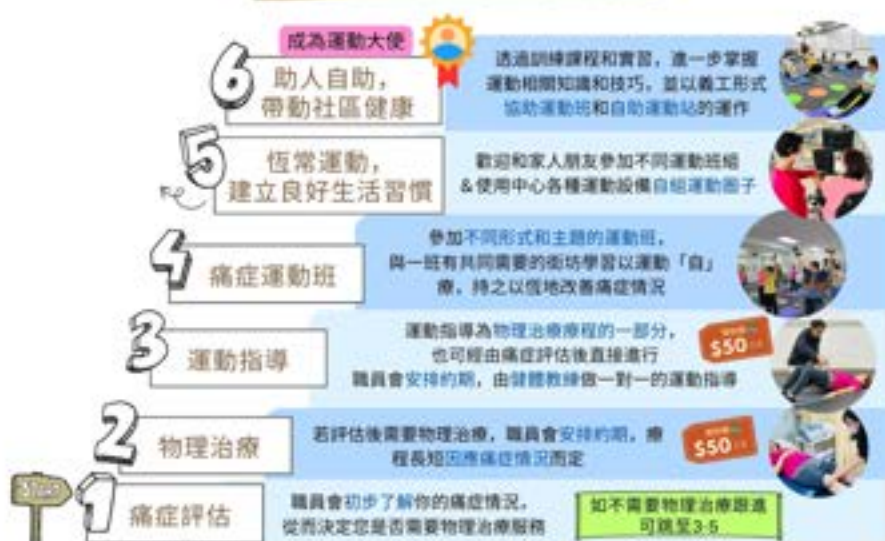 成為運動大使
6
助人自助，
帶動社區健康
透過訓練課程和實習，進一步掌握
運動相關知識和技巧，並以義工形式
協助運動班和自助運動站的運作
5
恆常運動，
建立良好生活習慣
歡迎和家人朋友參加不同運動班組
&使用中心各種運動設備自組運動圈子
4
痛症運動班
參加不同形式和主題的運動班，
與一班有共同需要的街坊學習以運動「自」
療，持之以恆地改善痛症情況
3
運動指導
運動指導為物理治療療程的一部分，
也可經由痛症評估後直接進行
職員會安排約期，由健體教練做一對一的運動指導
$50
2
物理治療
若評估後需要物理治療，職員會安排約期，療
程長短因應痛症情況而定
$50
START
1
痛症評估
職員會初步了解你的痛症情況，
從而決定您是否需要物理治療服務
如不需要物理治療跟進
可跳至3-5